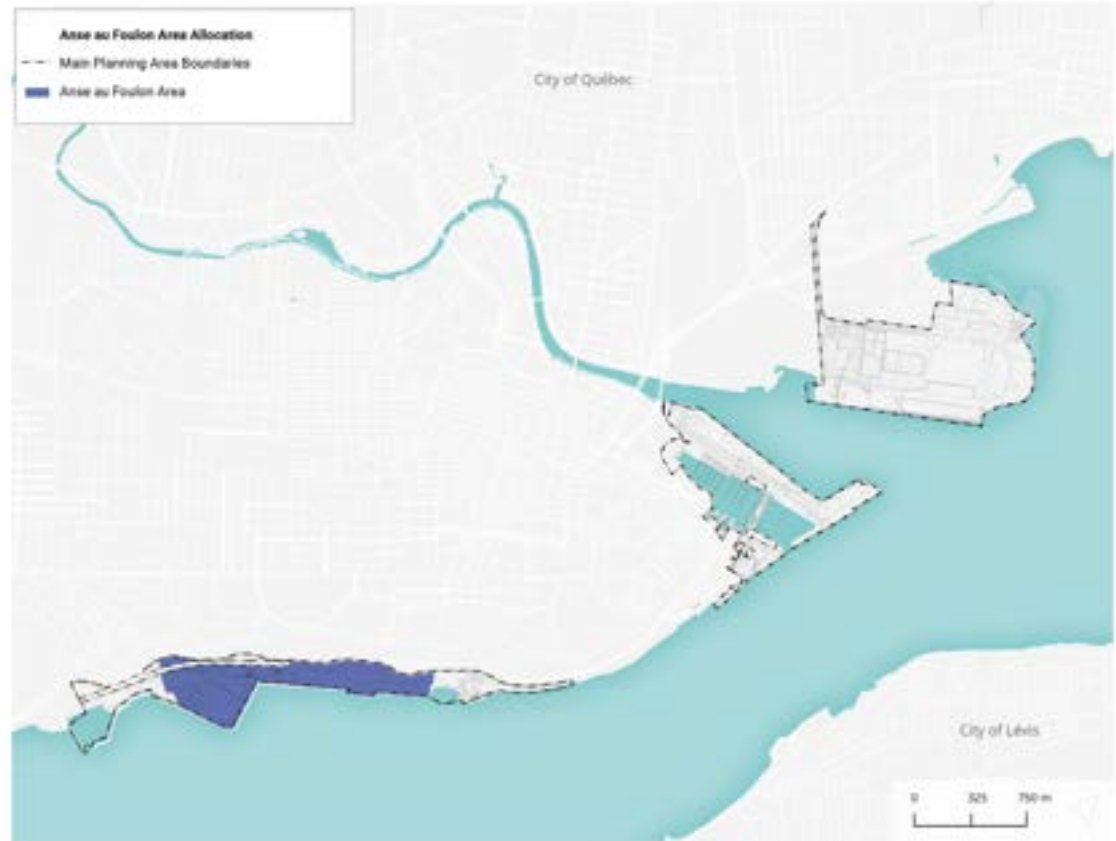 Anse au Foulon Area Allocation
Main Planning Area Boundaries
Anse au Foulon Area
City of Québec
City of Lévis
0 325 750 m